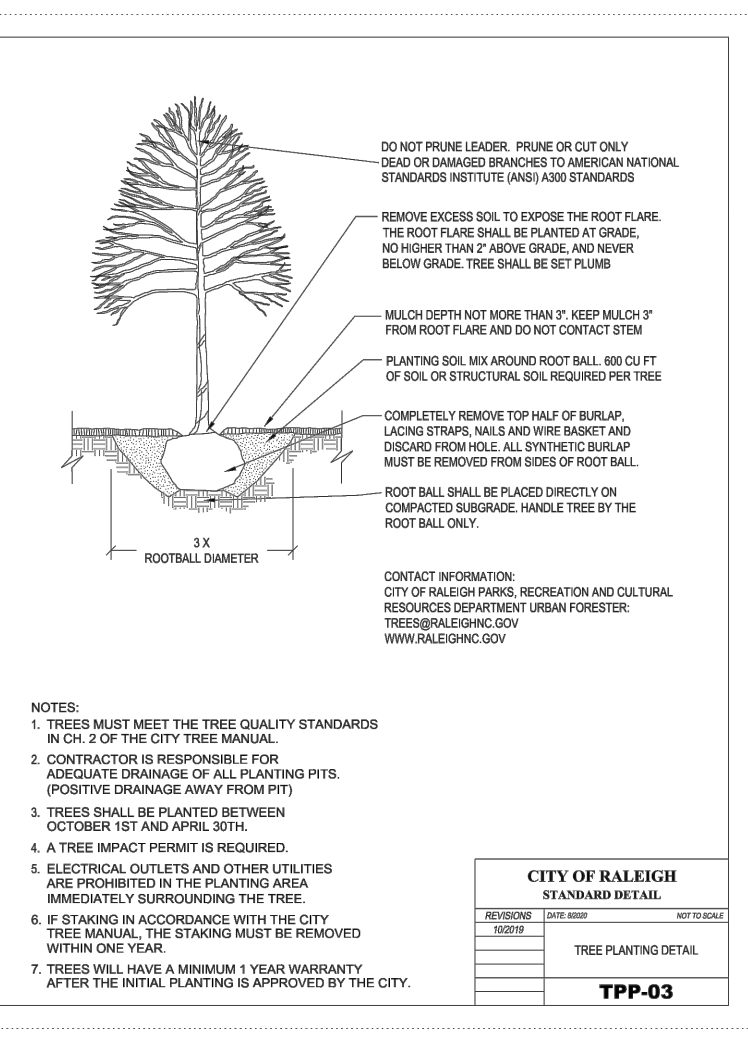 DO NOT PRUNE LEADER. PRUNE OR CUT ONLY
DEAD OR DAMAGED BRANCHES TO AMERICAN NATIONAL
STANDARDS INSTITUTE (ANSI) A300 STANDARDS
REMOVE EXCESS SOIL TO EXPOSE THE ROOT FLARE.
THE ROOT FLARE SHALL BE PLANTED AT GRADE,
NO HIGHER THAN 2" ABOVE GRADE, AND NEVER
BELOW GRADE. TREE SHALL BE SET PLUMB
MULCH DEPTH NOT MORE THAN 3". KEEP MULCH 3"
FROM ROOT FLARE AND DO NOT CONTACT STEM
PLANTING SOIL MIX AROUND ROOT BALL. 600 CU FT
OF SOIL OR STRUCTURAL SOIL REQUIRED PER TREE
COMPLETELY REMOVE TOP HALF OF BURLAP,
LACING STRAPS, NAILS AND WIRE BASKET AND
DISCARD FROM HOLE. ALL SYNTHETIC BURLAP
MUST BE REMOVED FROM SIDES OF ROOT BALL.
ROOT BALL SHALL BE PLACED DIRECTLY ON
COMPACTED SUBGRADE. HANDLE TREE BY THE
ROOT BALL ONLY.
3 X
ROOTBALL DIAMETER
CONTACT INFORMATION:
CITY OF RALEIGH PARKS, RECREATION AND CULTURAL
RESOURCES DEPARTMENT URBAN FORESTER:
TREES@RALEIGHNC.GOV
WWW.RALEIGHNC.GOV
NOTES:
1. TREES MUST MEET THE TREE QUALITY STANDARDS
IN CH. 2 OF THE CITY TREE MANUAL.
2. CONTRACTOR IS RESPONSIBLE FOR
ADEQUATE DRAINAGE OF ALL PLANTING PITS.
(POSITIVE DRAINAGE AWAY FROM PIT)
3. TREES SHALL BE PLANTED BETWEEN
OCTOBER 1ST AND APRIL 30TH.
4. A TREE IMPACT PERMIT IS REQUIRED.
5. ELECTRICAL OUTLETS AND OTHER UTILITIES
ARE PROHIBITED IN THE PLANTING AREA
IMMEDIATELY SURROUNDING THE TREE.
6. IF STAKING IN ACCORDANCE WITH THE CITY
TREE MANUAL, THE STAKING MUST BE REMOVED
WITHIN ONE YEAR.
7. TREES WILL HAVE A MINIMUM 1 YEAR WARRANTY
AFTER THE INITIAL PLANTING IS APPROVED BY THE CITY.
CITY OF RALEIGH
STANDARD DETAIL
REVISIONS DATE: 8/2020 NOT TO SCALE
10/2019
TREE PLANTING DETAIL
TPP-03